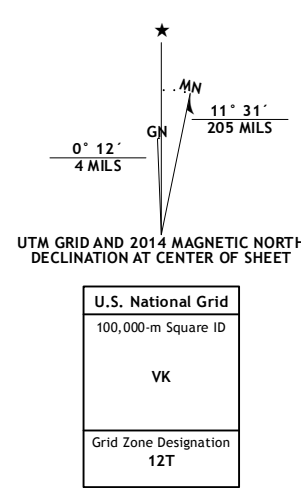 ★
MN
11° 31´
205 MILS
GN
0° 12´
4 MILS
UTM GRID AND 2014 MAGNETIC NORTH
DECLINATION AT CENTER OF SHEET
U.S. National Grid
100,000-m Square ID
VK
Grid Zone Designation
12T